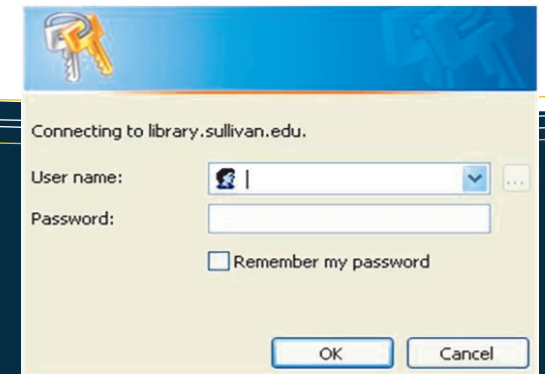 Connecting to library.sullivan.edu.
User name:
...
Password:
Remember my password
OK Cancel